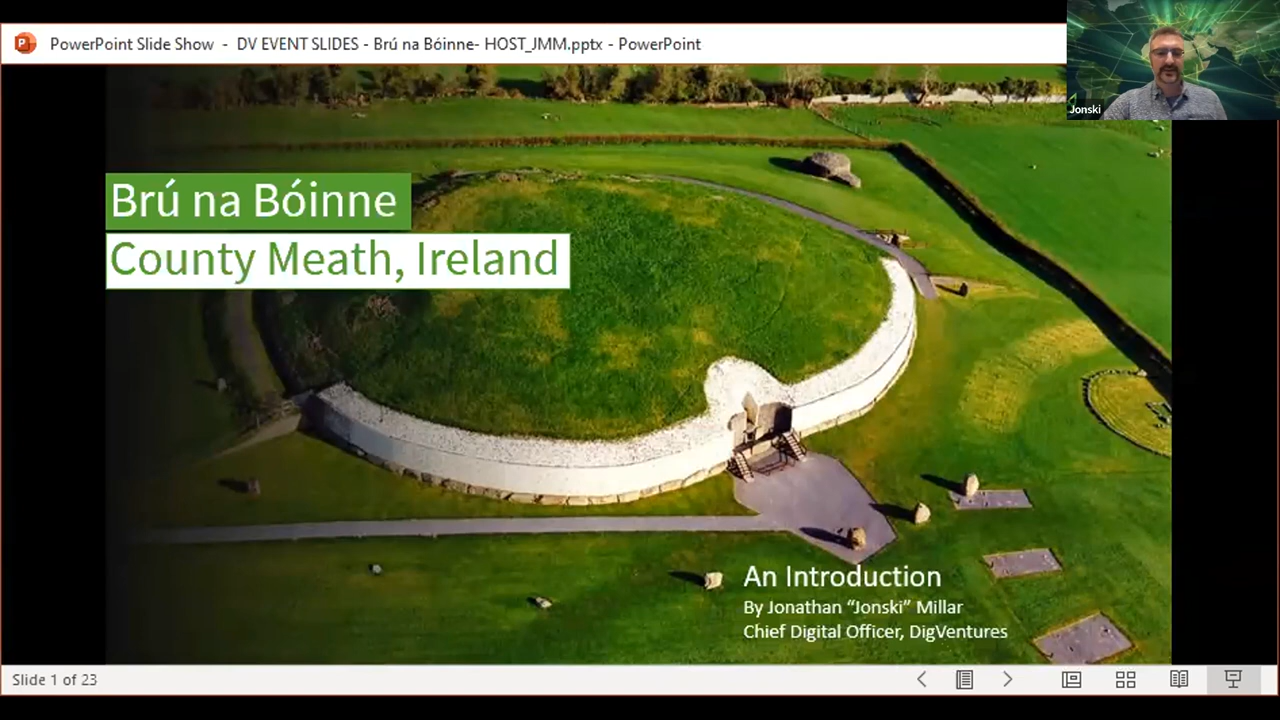 PowerPoint Slide Show - DV EVENT SLIDES - Brú na Bóinne- HOST_JMM.pptx - PowerPoint
Jonski
Brú na Bóinne
County Meath, Ireland
An Introduction
By Jonathan “Jonski” Millar
Chief Digital Officer, DigVentures
Slide 1 of 23